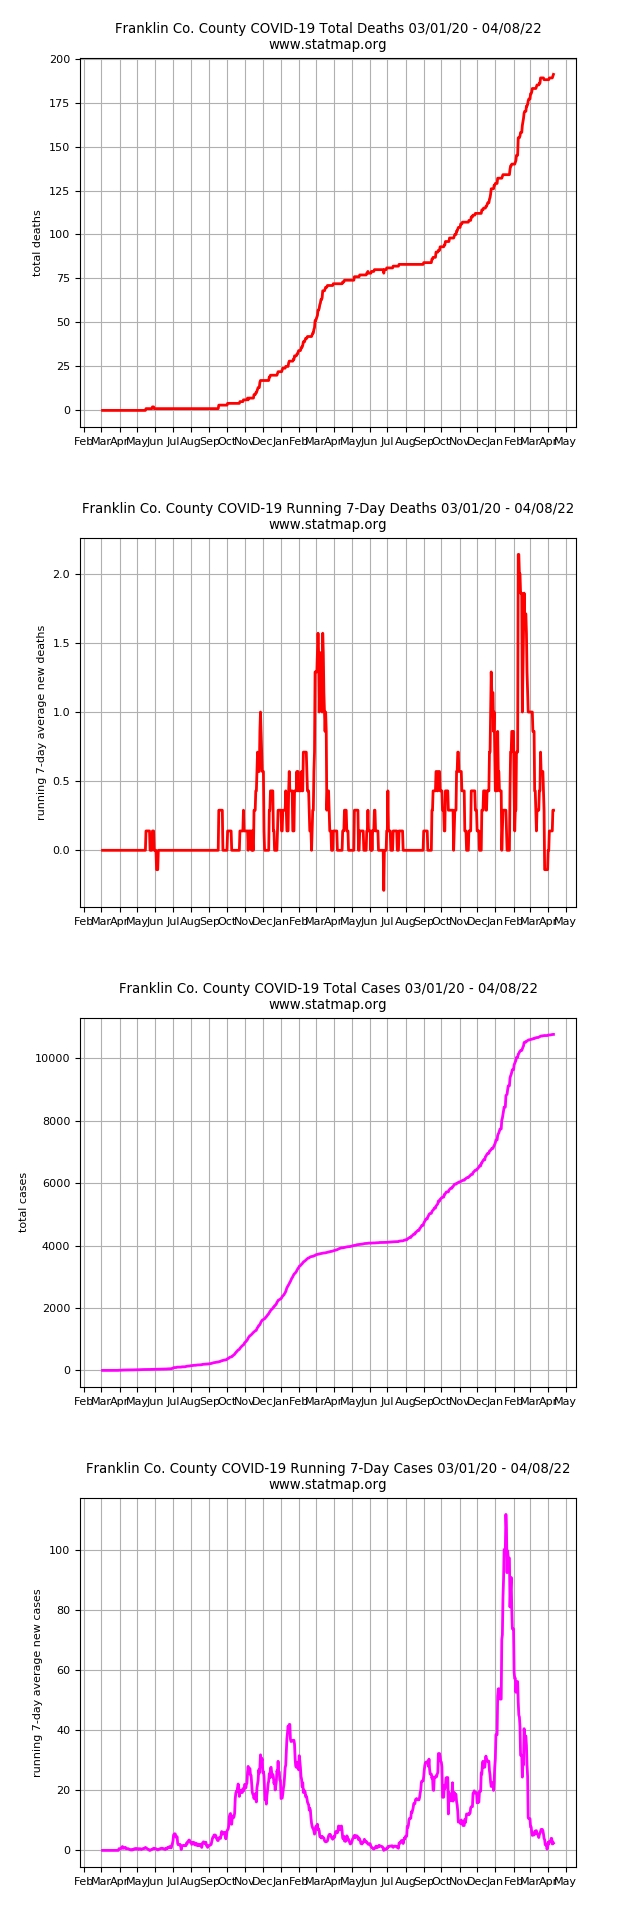 Franklin Co. County COVID-19 Total Deaths 03/01/20 - 04/08/22
www.statmap.org
200
175
150
125
100
75
50
25
0
total deaths
Feb Mar Apr May Jun Jul Aug Sep Oct Nov Dec Jan Feb Mar Apr May Jun Jul Aug Sep Oct Nov Dec Jan Feb Mar Apr May
Franklin Co. County COVID-19 Running 7-Day Deaths 03/01/20 - 04/08/22
www.statmap.org
2.0
1.5
1.0
0.5
0.0
running 7-day average new deaths
Feb Mar Apr May Jun Jul Aug Sep Oct Nov Dec Jan Feb Mar Apr May Jun Jul Aug Sep Oct Nov Dec Jan Feb Mar Apr May
Franklin Co. County COVID-19 Total Cases 03/01/20 - 04/08/22
www.statmap.org
10000
8000
6000
4000
2000
0
total cases
Feb Mar Apr May Jun Jul Aug Sep Oct Nov Dec Jan Feb Mar Apr May Jun Jul Aug Sep Oct Nov Dec Jan Feb Mar Apr May
Franklin Co. County COVID-19 Running 7-Day Cases 03/01/20 - 04/08/22
www.statmap.org
100
80
60
40
20
0
running 7-day average new cases
Feb Mar Apr May Jun Jul Aug Sep Oct Nov Dec Jan Feb Mar Apr May Jun Jul Aug Sep Oct Nov Dec Jan Feb Mar Apr May